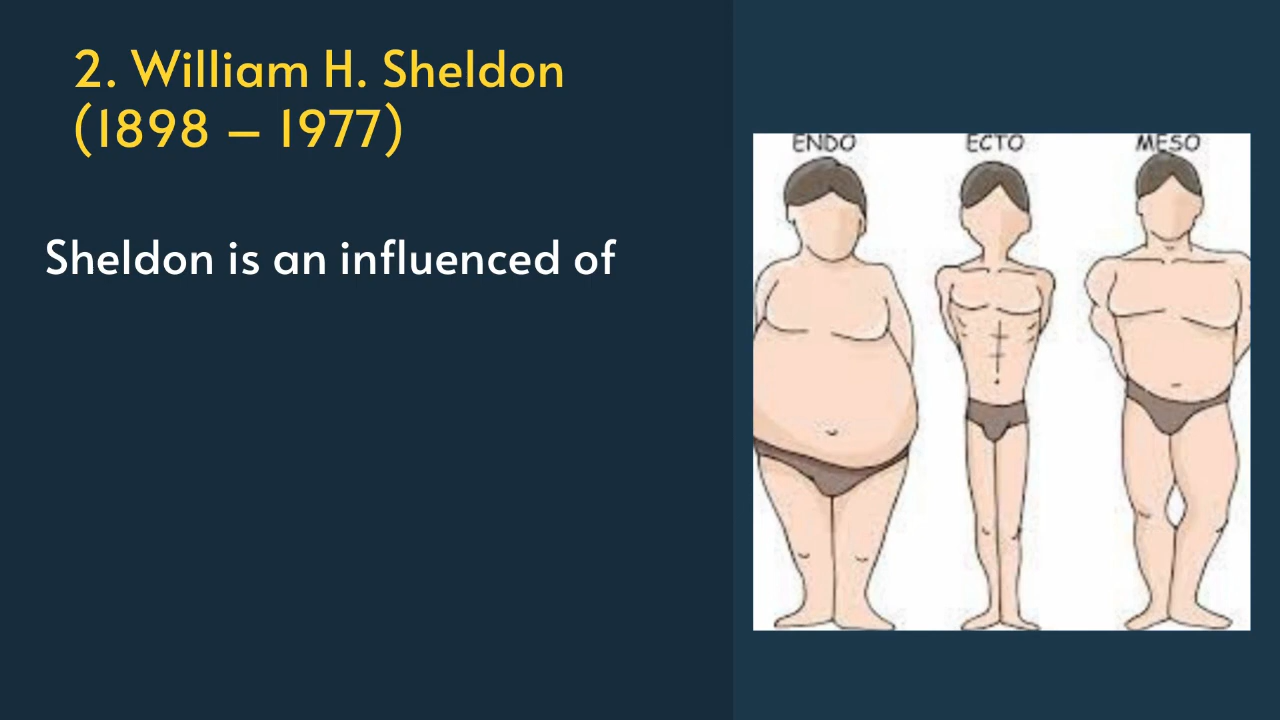 2. William H. Sheldon
(1898 – 1977)
Sheldon is an influenced of
ENDO ECTO MESO